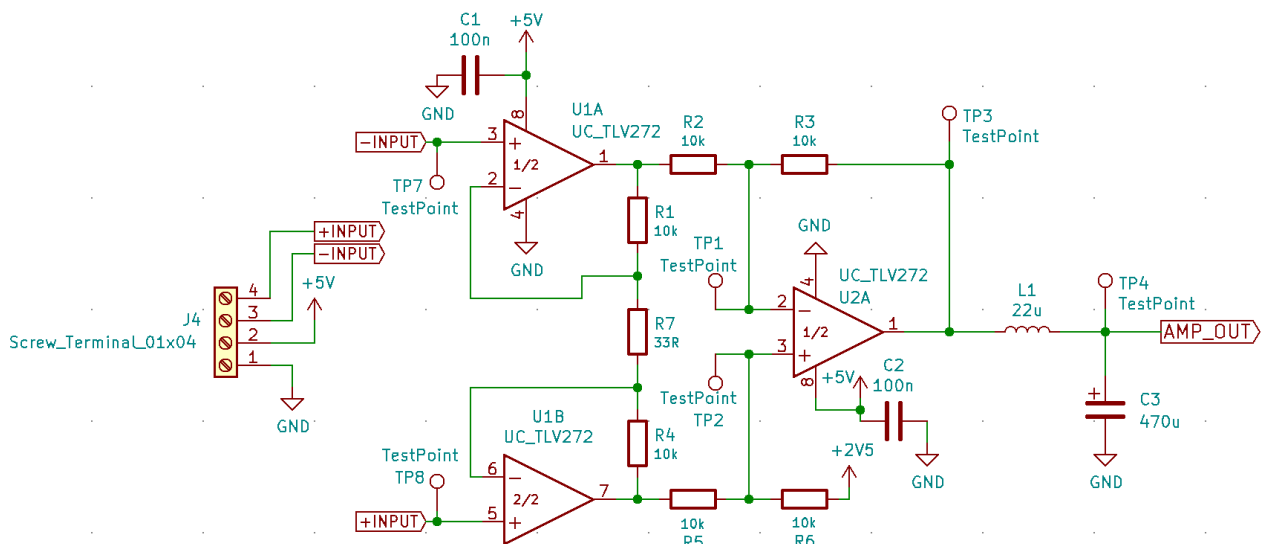 C1
100n
+5V
GND
8
U1A
UC_TLV272
-INPUT
3
+
1/2
1
2
-
4
TP7
TestPoint
GND
R2
10k
R3
10k
TP3
TestPoint
R1
10k
+INPUT
-INPUT
+5V
4
3
2
1
J4
Screw_Terminal_01x04
GND
TP1
TestPoint
GND
4
UC_TLV272
U2A
2
-
1/2
1
3
+
8
R7
33R
TestPoint
TP2
+5V
C2
100n
GND
L1
22u
TP4
TestPoint
AMP_OUT
+
C3
470u
GND
U1B
UC_TLV272
R4
10k
TestPoint
TP8
6
-
2/2
7
5
+
+INPUT
+2V5
10k
R5
10k
R6